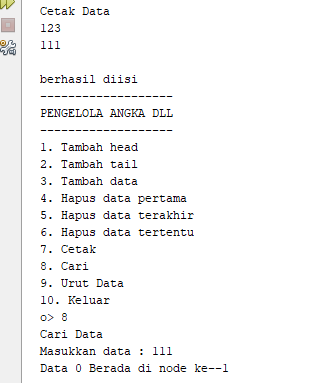 Cetak Data
123
111
berhasil diisi
-------------------
PENGELOLA ANGKA DLL
-------------------
1. Tambah head
2. Tambah tail
3. Tambah data
4. Hapus data pertama
5. Hapus data terakhir
6. Hapus data tertentu
7. Cetak
8. Cari
9. Urut Data
10. Keluar
o> 8
Cari Data
Masukkan data : 111
Data 0 Berada di node ke--1